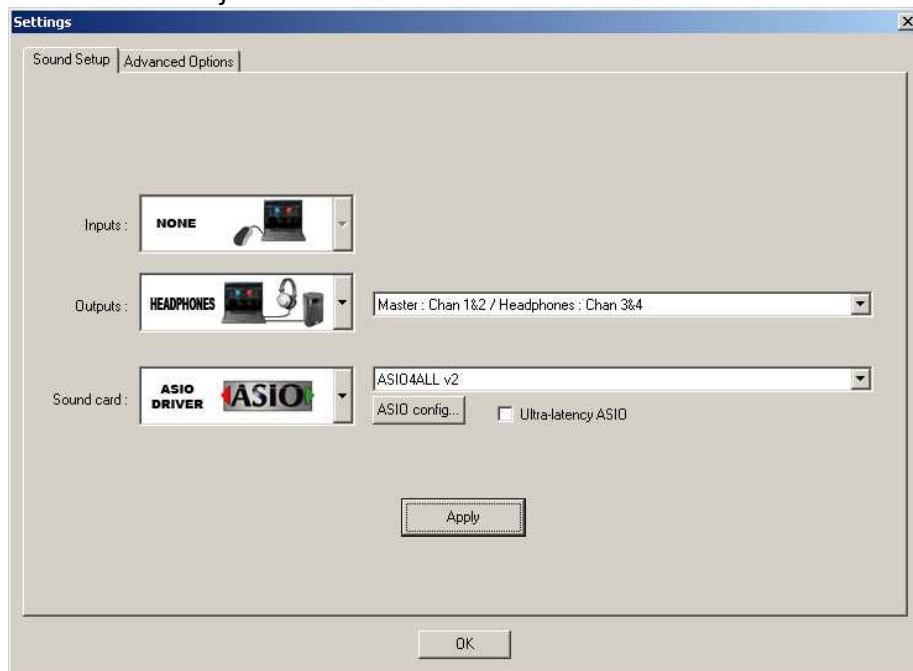 Settings
Sound Setup
Advanced Options
Inputs :
NONE
Outputs :
HEADPHONES
Master : Chan 1&2 / Headphones : Chan 3&4
Sound card :
ASIO
DRIVER
ASIO
ASIO4ALL v2
ASIO config...
Ultra-latency ASIO
Apply
OK